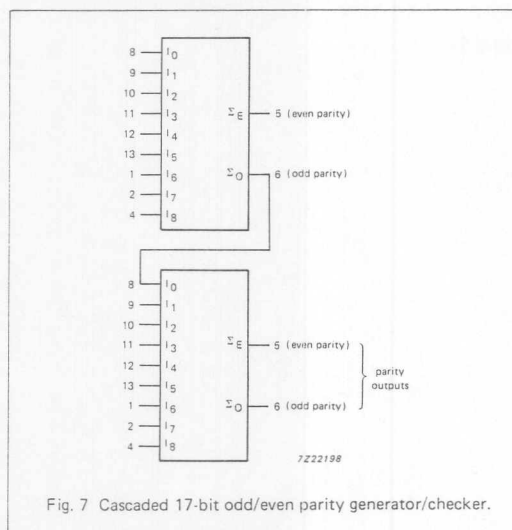 8 I0
9 I1
10 I2
11 I3 ΣE 5 (even parity)
12 I4
13 I5
1 I6 ΣO 6 (odd parity)
2 I7
4 I8
8 I0
9 I1
10 I2
11 I3 ΣE 5 (even parity)
12 I4
13 I5 parity
outputs
1 I6 ΣO 6 (odd parity)
2 I7
4 I8
7Z22198
Fig. 7 Cascaded 17-bit odd/even parity generator/checker.